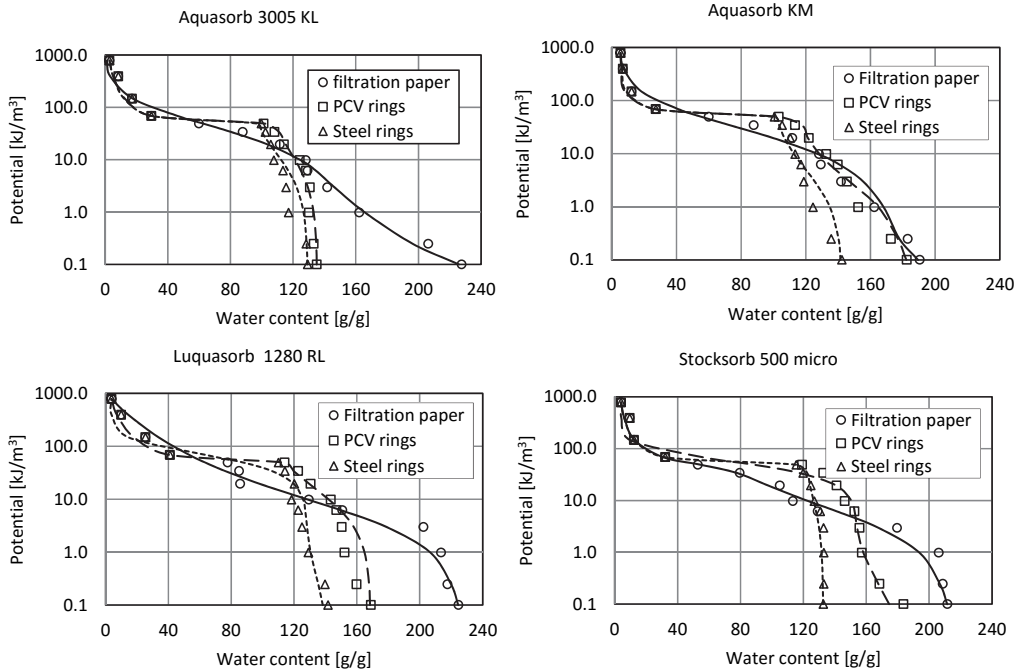 Aquasorb 3005 KL
1000.0
100.0
10.0
1.0
0.1
Potential [kJ/m³]
filtration paper
PCV rings
Steel rings
0 40 80 120 160 200 240
Water content [g/g]
Aquasorb KM
1000.0
100.0
10.0
1.0
0.1
Potential [kJ/m³]
Filtration paper
PCV rings
Steel rings
0 40 80 120 160 200 240
Water content [g/g]
Luquasorb 1280 RL
1000.0
100.0
10.0
1.0
0.1
Potential [kJ/m³]
Filtration paper
PCV rings
Steel rings
0 40 80 120 160 200 240
Water content [g/g]
Stocksorb 500 micro
1000.0
100.0
10.0
1.0
0.1
Potential [kJ/m³]
Filtration paper
PCV rings
Steel rings
0 40 80 120 160 200 240
Water content [g/g]